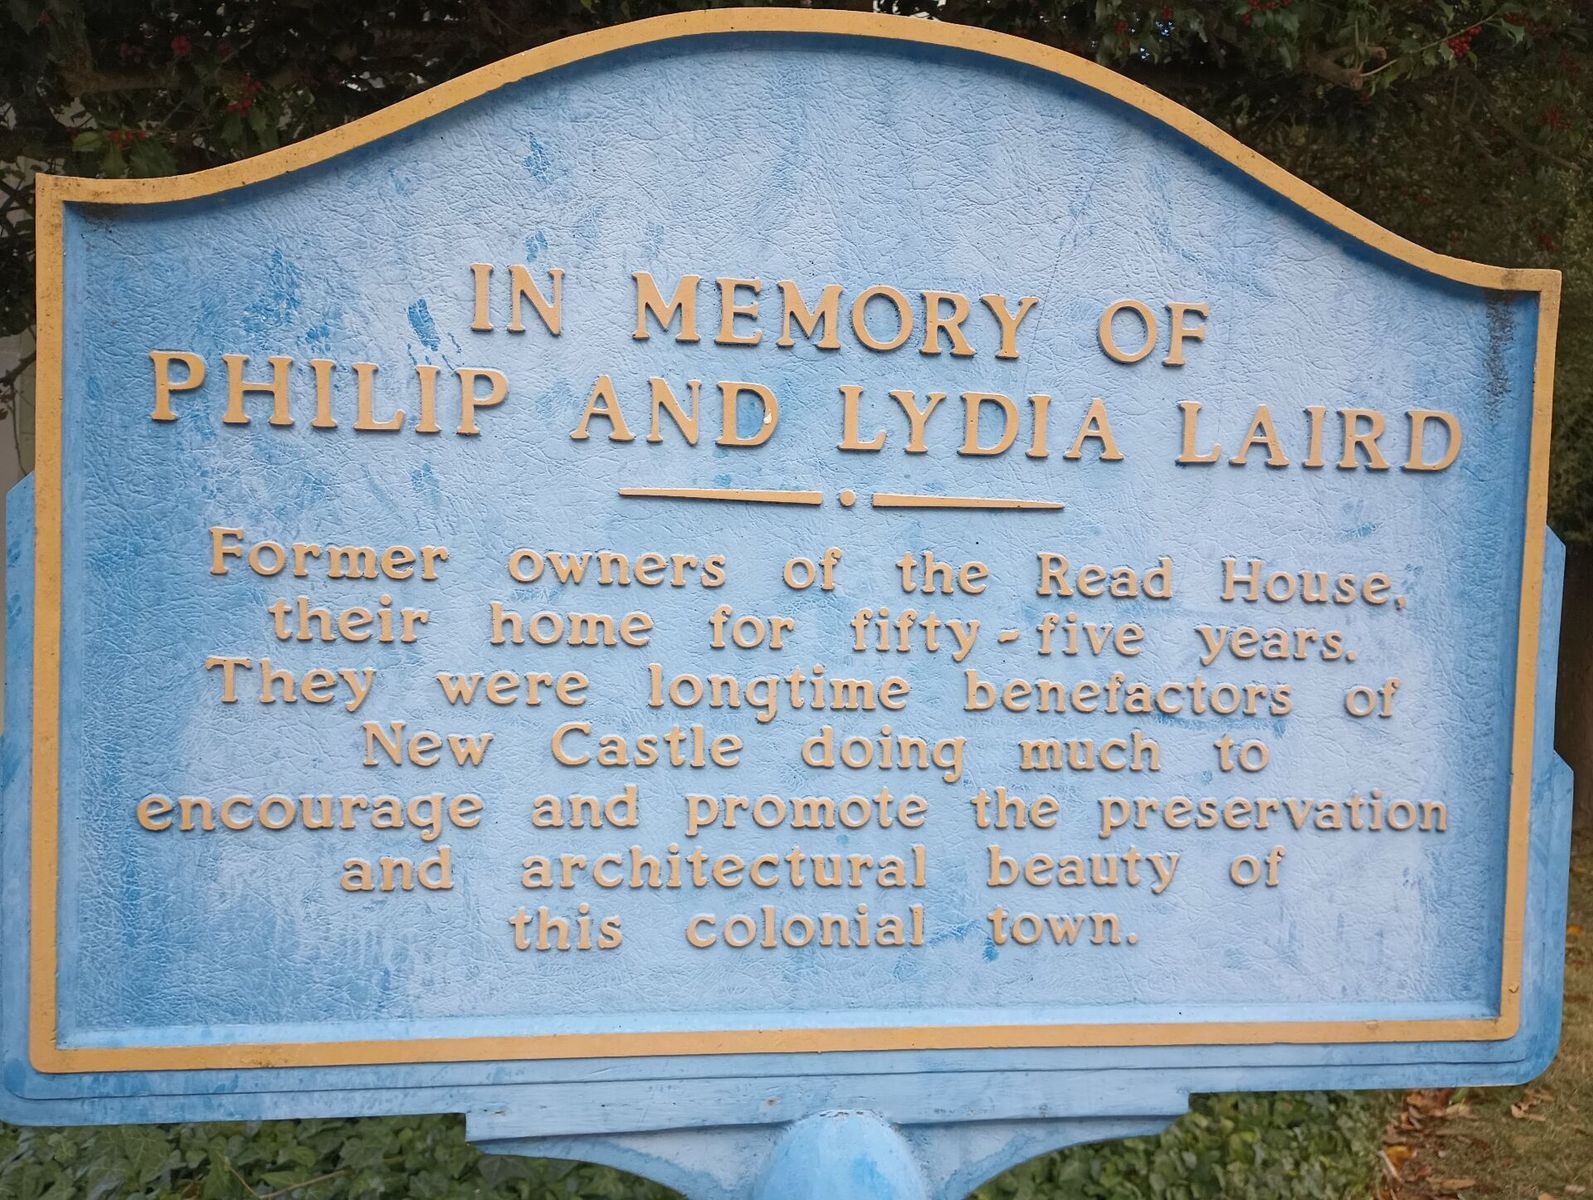 IN MEMORY OF
PHILIP AND LYDIA LAIRD
Former owners of the Read House,
their home for fifty-five years.
They were longtime benefactors of
New Castle doing much to
encourage and promote the preservation
and architectural beauty of
this colonial town.